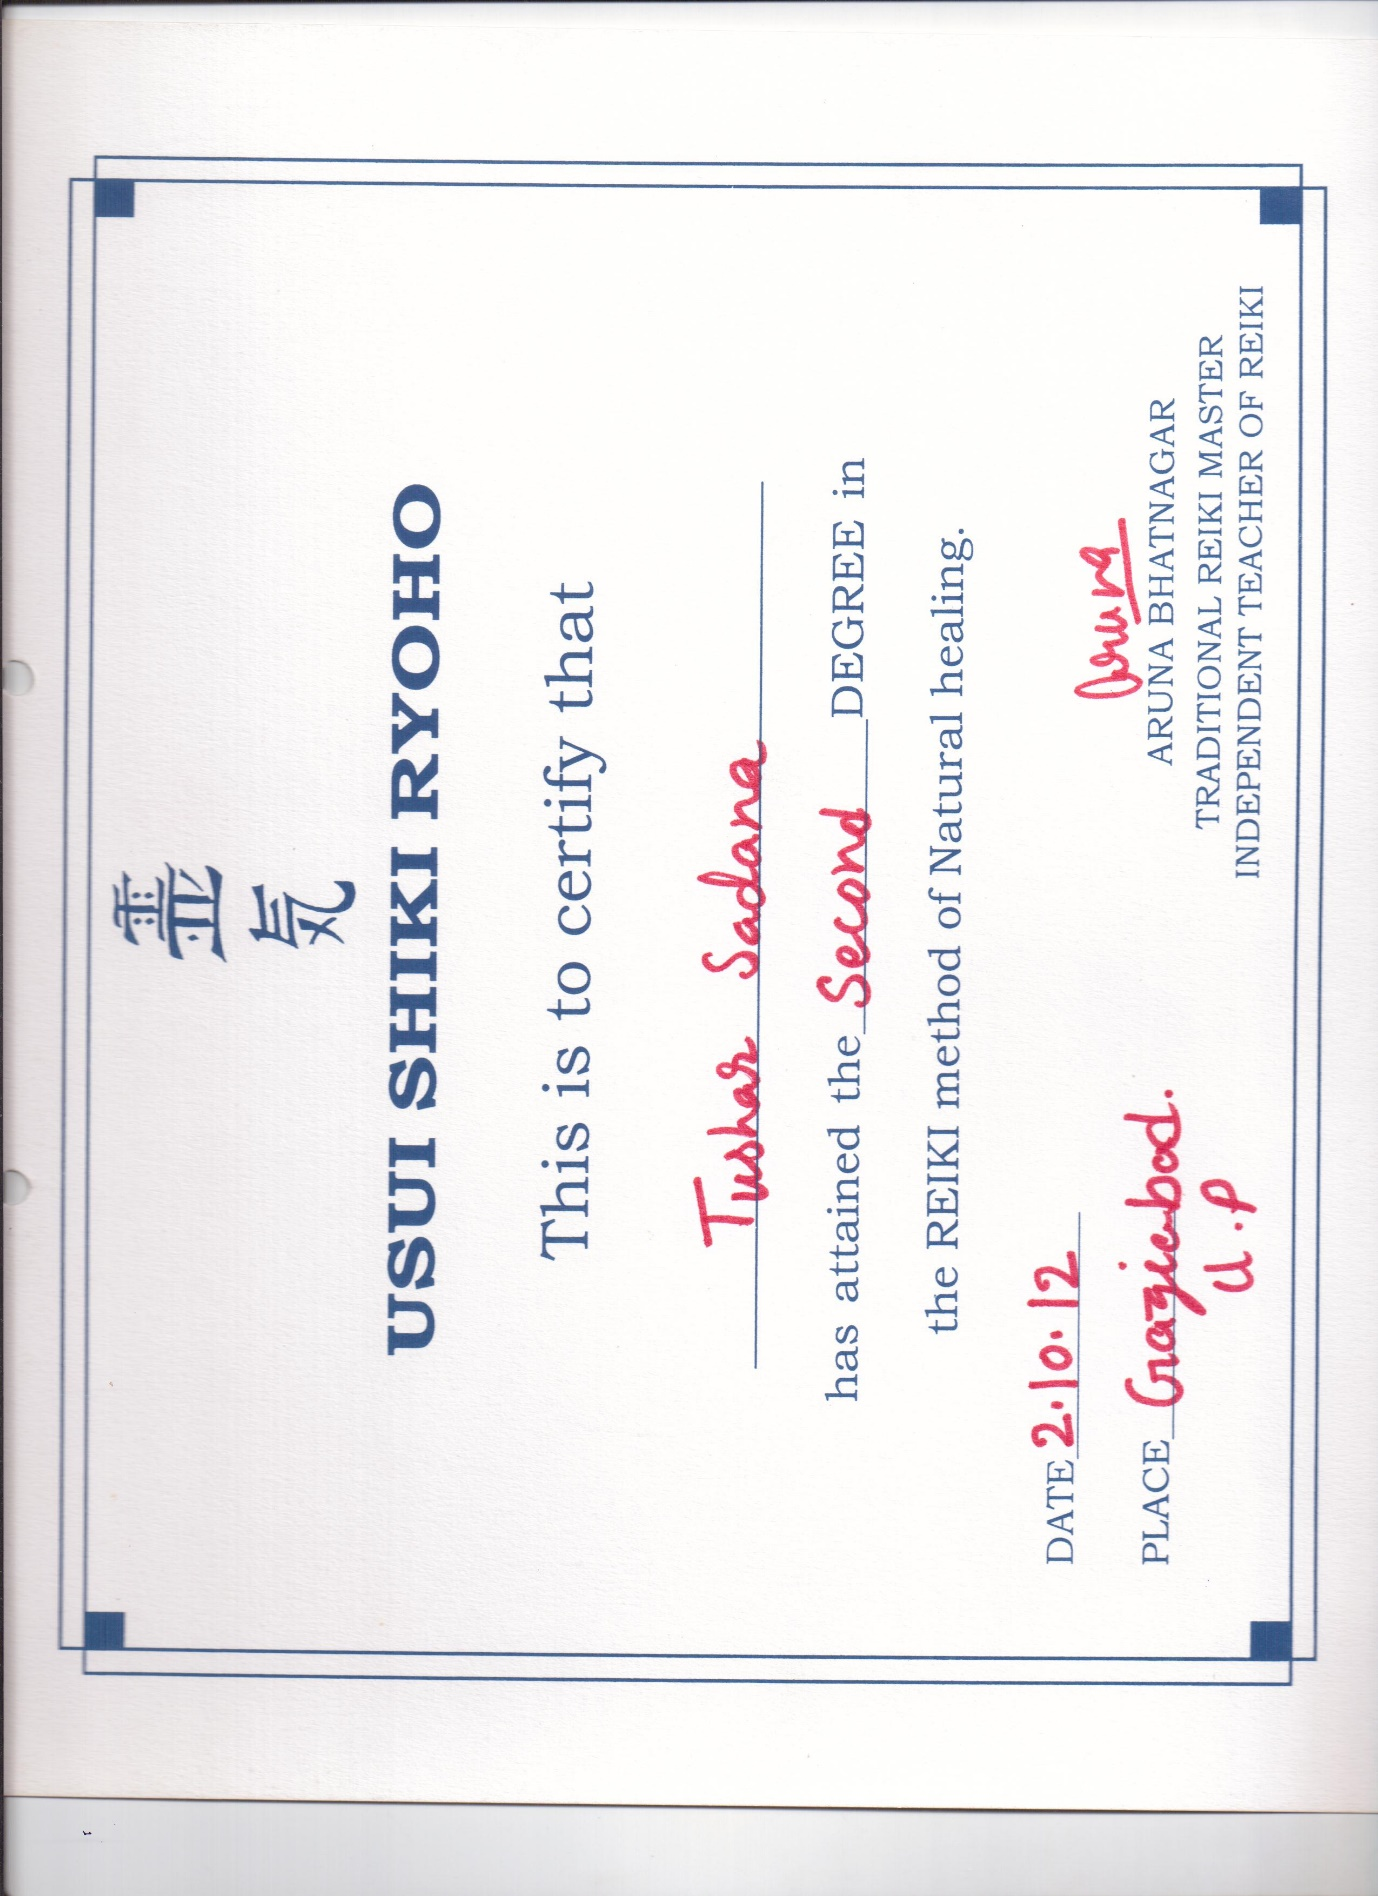 霊
気
USUI SHIKI RYOHO
This is to certify that
Tushar Sadana
has attained the Second DEGREE in
the REIKI method of Natural healing.
DATE 2.10.12
PLACE Gaziabad.
U.P
Aruna
ARUNA BHATNAGAR
TRADITIONAL REIKI MASTER
INDEPENDENT TEACHER OF REIKI